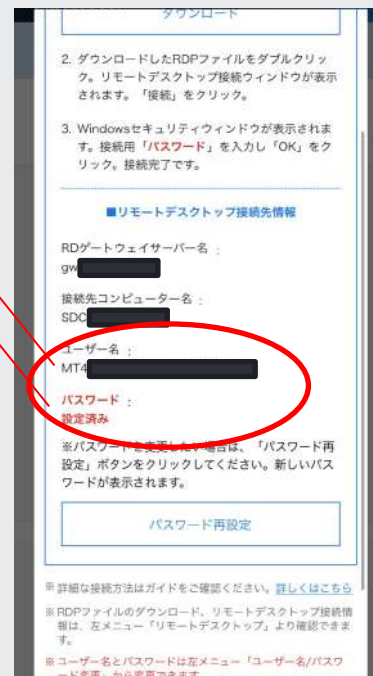 ダウンロード
2. ダウンロードしたRDPファイルをダブルクリッ
ク。リモートデスクトップ接続ウィンドウが表示
されます。「接続」をクリック。
3. Windowsセキュリティウィンドウが表示されま
す。接続用「パスワード」を入力し「OK」をク
リック。接続完了です。
■リモートデスクトップ接続先情報
RDゲートウェイサーバー名 :
gw
接続先コンピューター名 :
SDC
ユーザー名 :
MT4
パスワード :
設定済み
※パスワードを変更したい場合は、「パスワード再
設定」ボタンをクリックしてください。新しいパス
ワードが表示されます。
パスワード再設定
※ 詳細な接続方法はガイドをご確認ください。詳しくはこちら
※ RDPファイルのダウンロード、リモートデスクトップ接続情
報は、左メニュー「リモートデスクトップ」より確認できま
す。
※ ユーザー名とパスワードは左メニュー「ユーザー名/パスワ
ード変更」から変更できます。